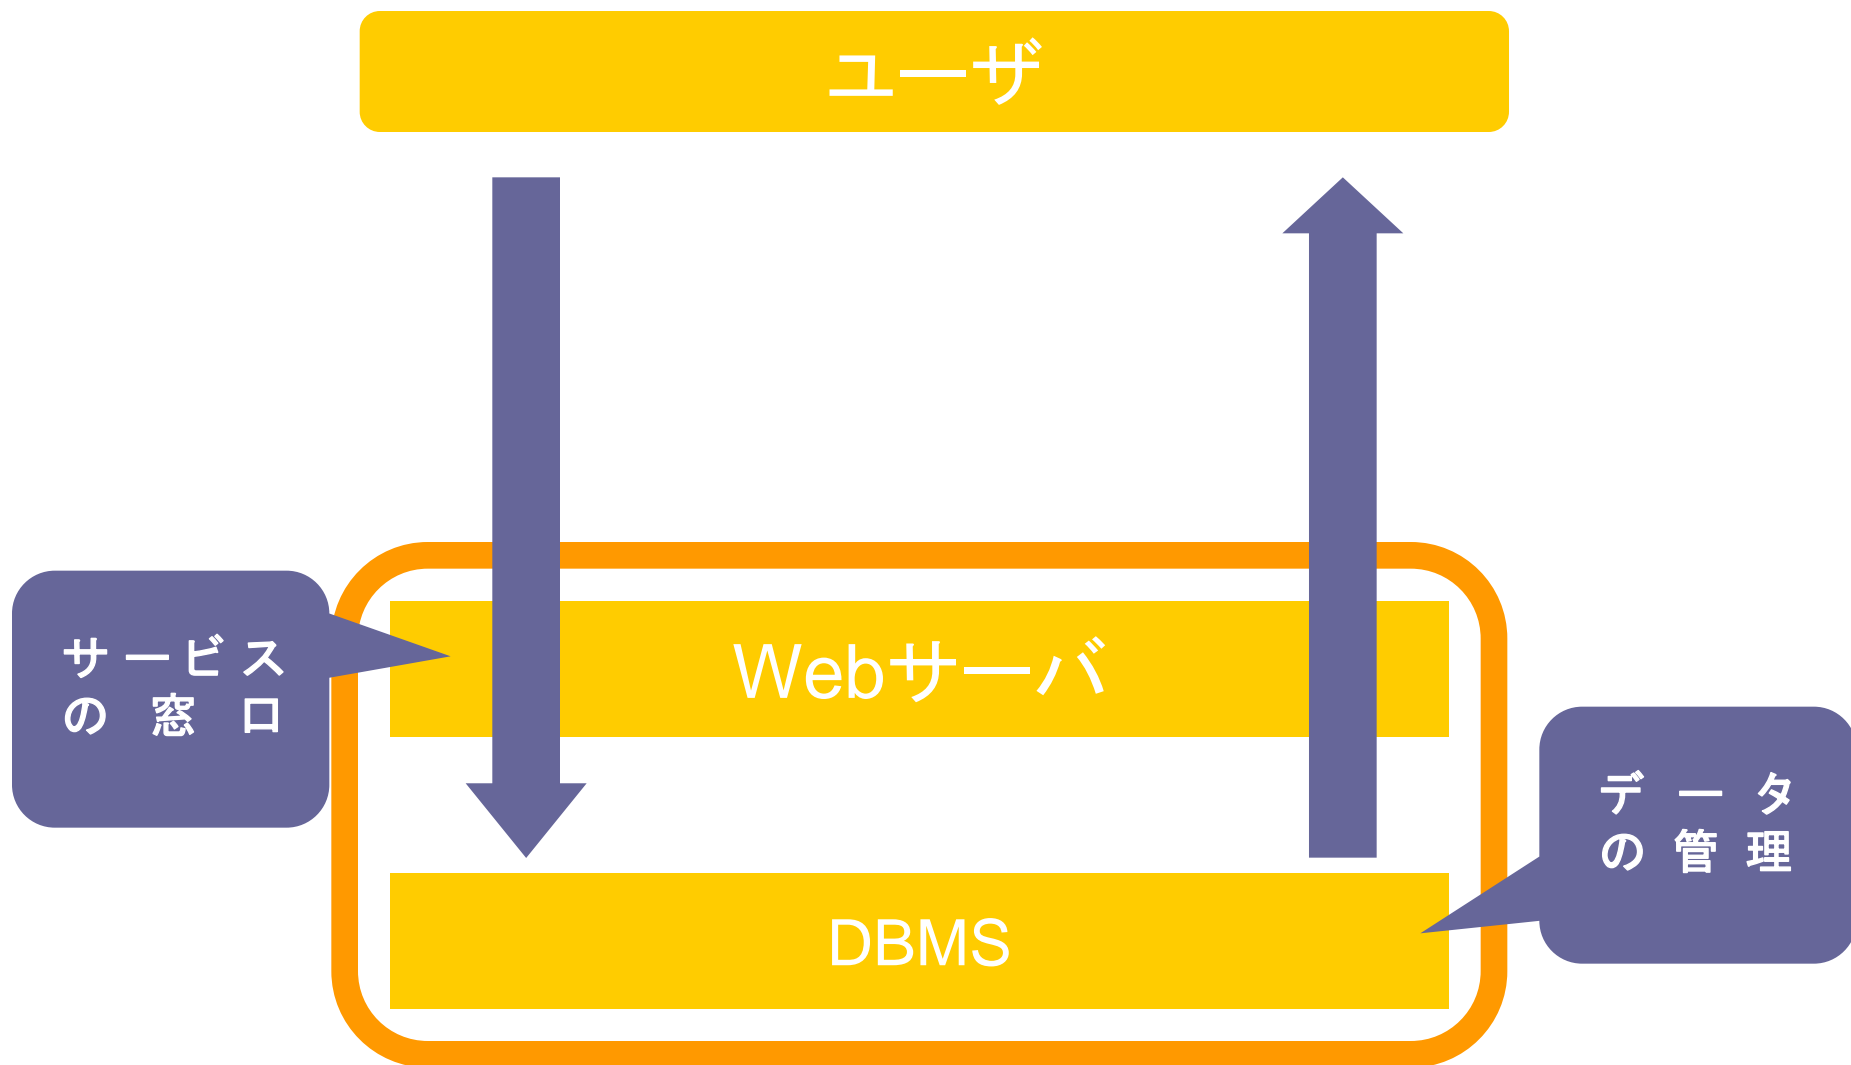 ユーザ
サービス
の窓口
Webサーバ
データ
の管理
DBMS